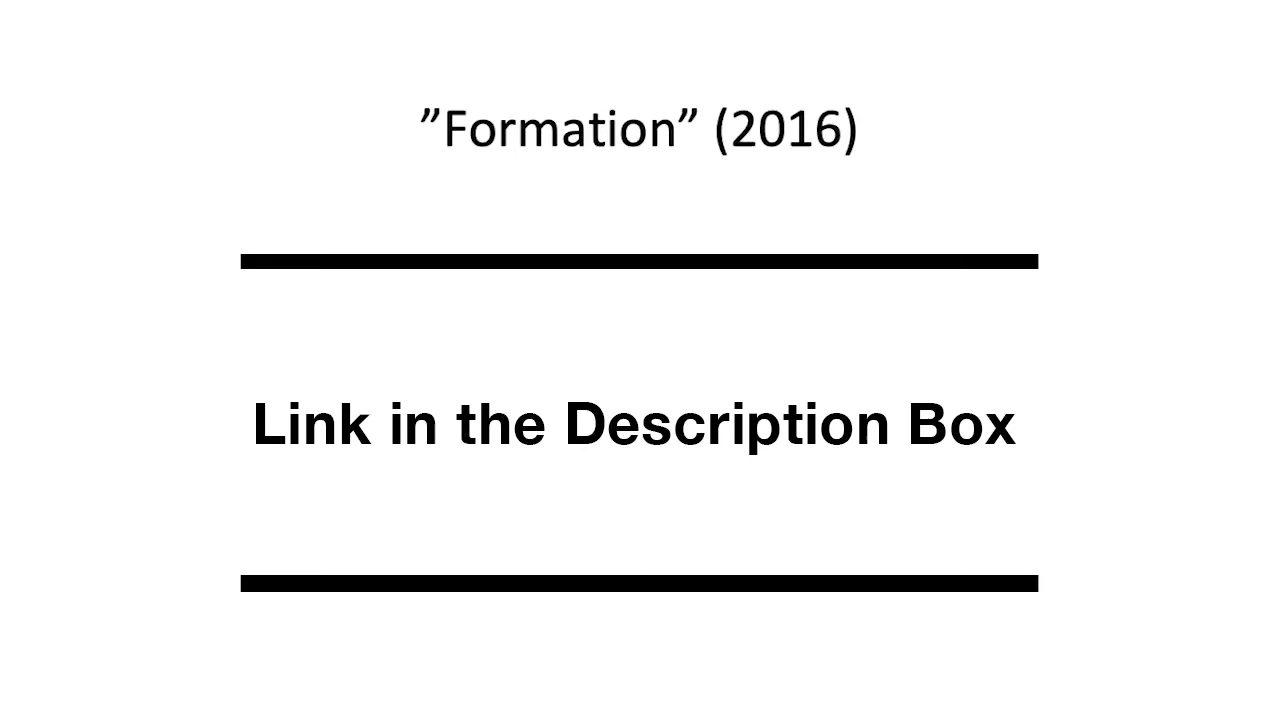 ”Formation” (2016)
Link in the Description Box